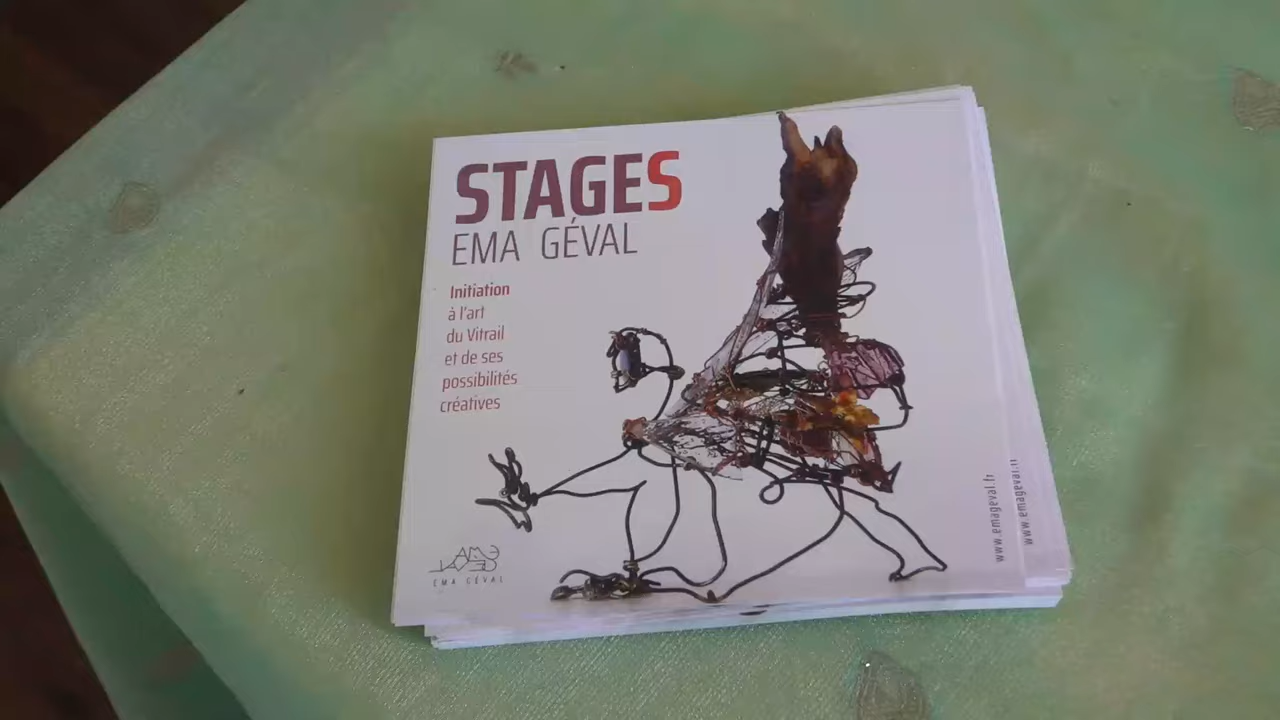 STAGES
EMA GÉVAL
Initiation
à l'art
du Vitrail
et de ses
possibilités
créatives
EMA GÉVAL
www.emageval.fr
www.emageval.fr